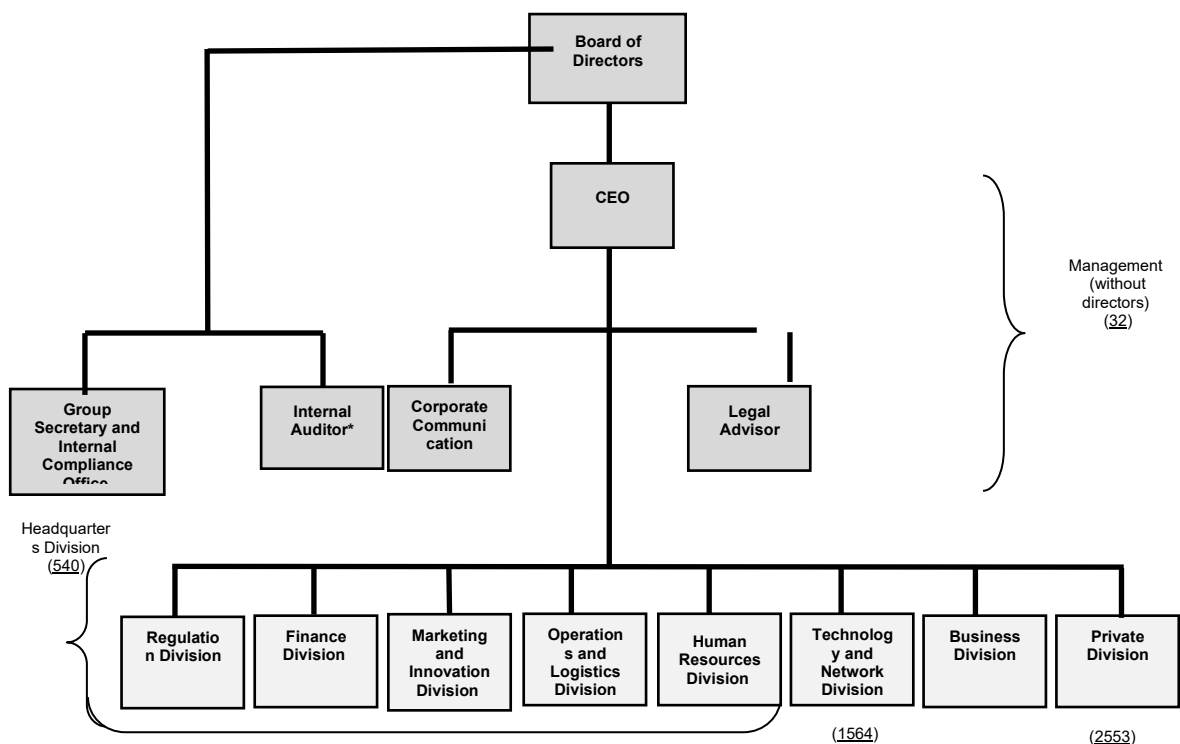 Board of
Directors
CEO
Management
(without
directors)
(32)
Group
Secretary and
Internal
Compliance
Office
Internal
Auditor*
Corporate
Communi
cation
Legal
Advisor
Headquarter
s Division
(540)
Regulatio
n Division
Finance
Division
Marketing
and
Innovation
Division
Operation
s and
Logistics
Division
Human
Resources
Division
Technolog
y and
Network
Division
Business
Division
Private
Division
(1564)
(2553)